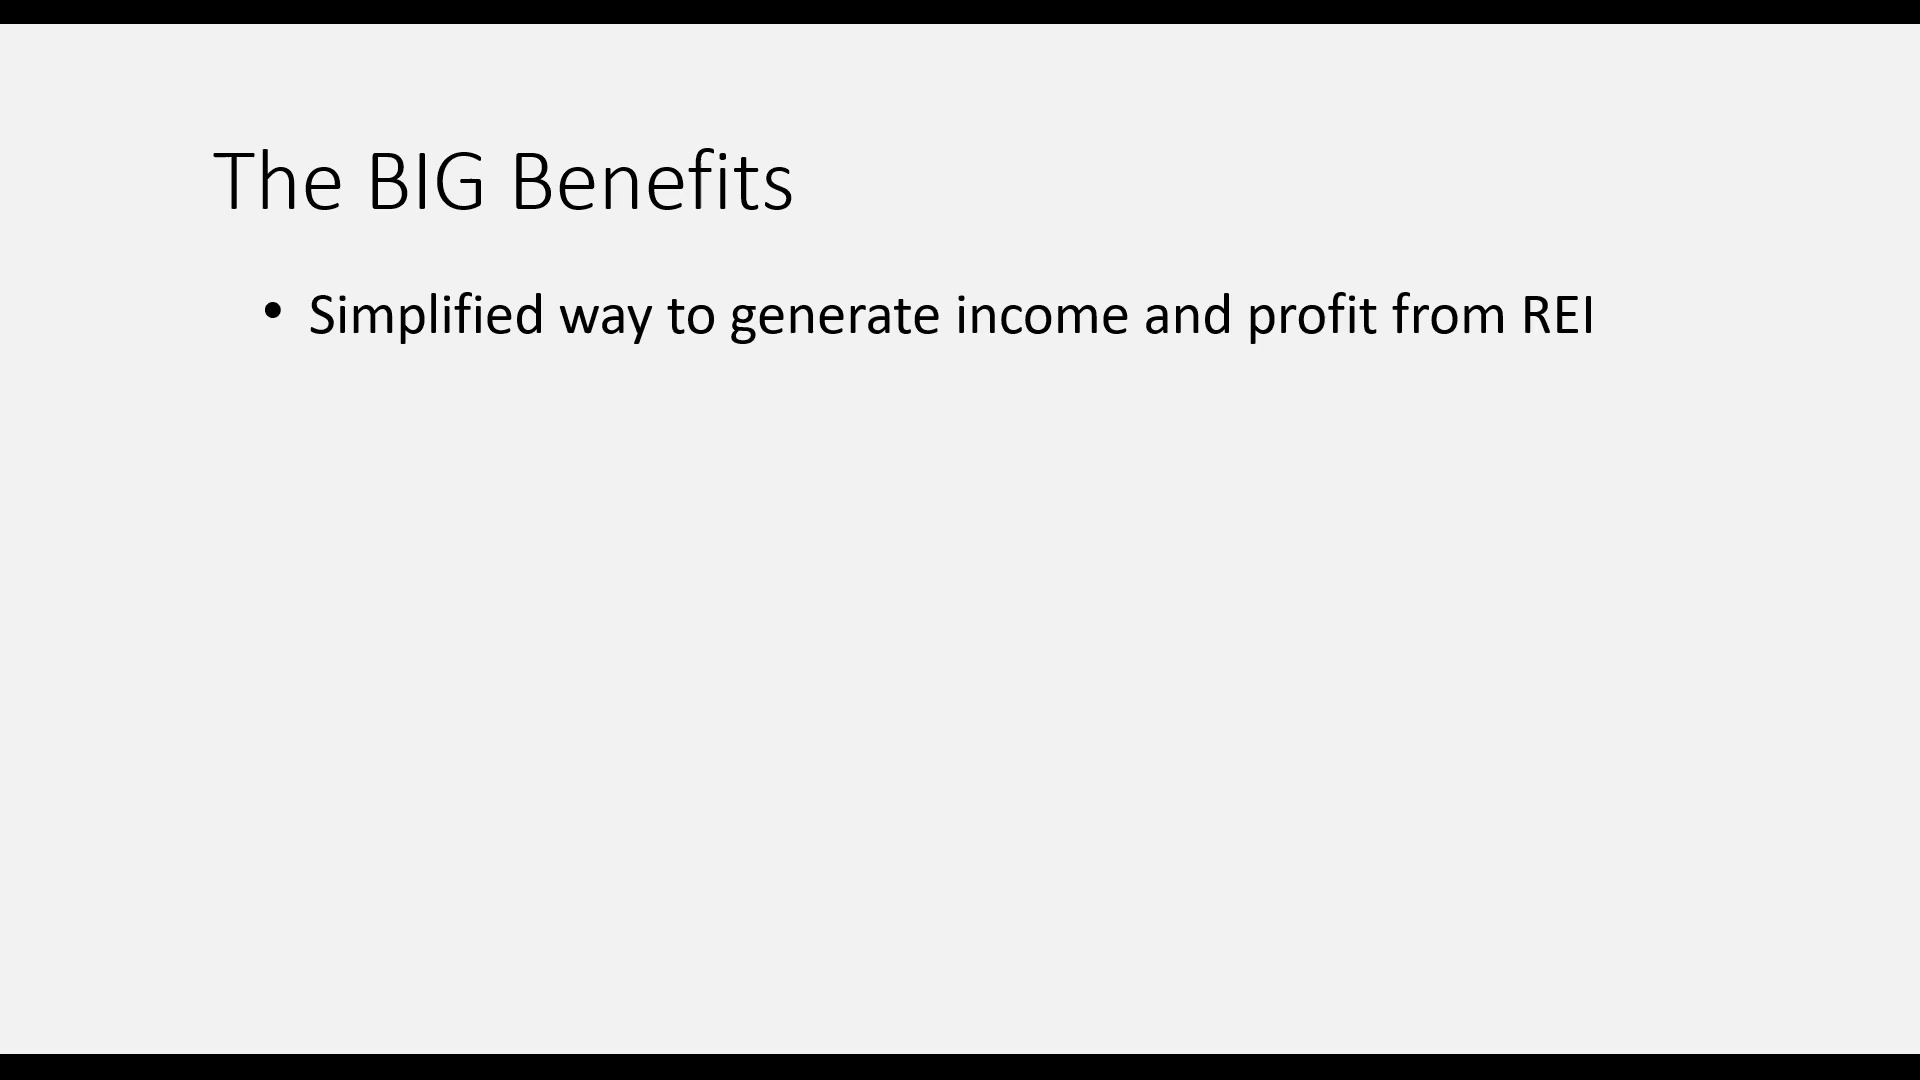 The BIG Benefits
• Simplified way to generate income and profit from REI